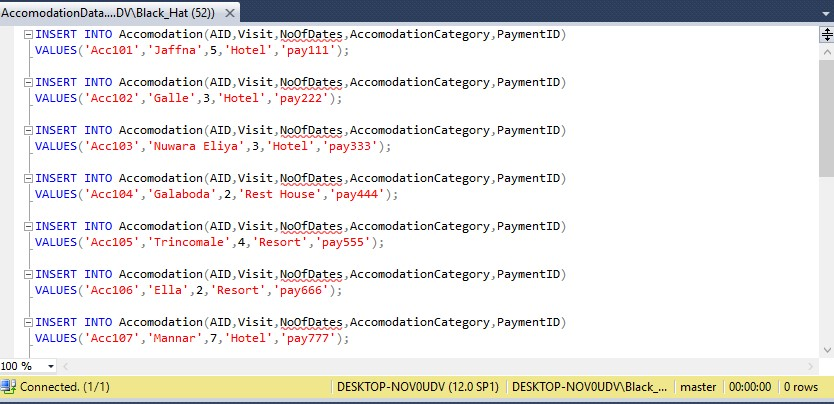 AccomodationData....DV\Black_Hat (52))
INSERT INTO Accomodation(AID,Visit,NoOfDates,AccomodationCategory,PaymentID)
VALUES('Acc101','Jaffna',5,'Hotel','pay111');
INSERT INTO Accomodation(AID,Visit,NoOfDates,AccomodationCategory,PaymentID)
VALUES('Acc102','Galle',3,'Hotel','pay222');
INSERT INTO Accomodation(AID,Visit,NoOfDates,AccomodationCategory,PaymentID)
VALUES('Acc103','Nuwara Eliya',3,'Hotel','pay333');
INSERT INTO Accomodation(AID,Visit,NoOfDates,AccomodationCategory,PaymentID)
VALUES('Acc104','Galaboda',2,'Rest House','pay444');
INSERT INTO Accomodation(AID,Visit,NoOfDates,AccomodationCategory,PaymentID)
VALUES('Acc105','Trincomale',4,'Resort','pay555');
INSERT INTO Accomodation(AID,Visit,NoOfDates,AccomodationCategory,PaymentID)
VALUES('Acc106','Ella',2,'Resort','pay666');
INSERT INTO Accomodation(AID,Visit,NoOfDates,AccomodationCategory,PaymentID)
VALUES('Acc107','Mannar',7,'Hotel','pay777');
100 %
Connected. (1/1) DESKTOP-NOV0UDV (12.0 SP1) DESKTOP-NOV0UDV\Black_... master 00:00:00 0 rows